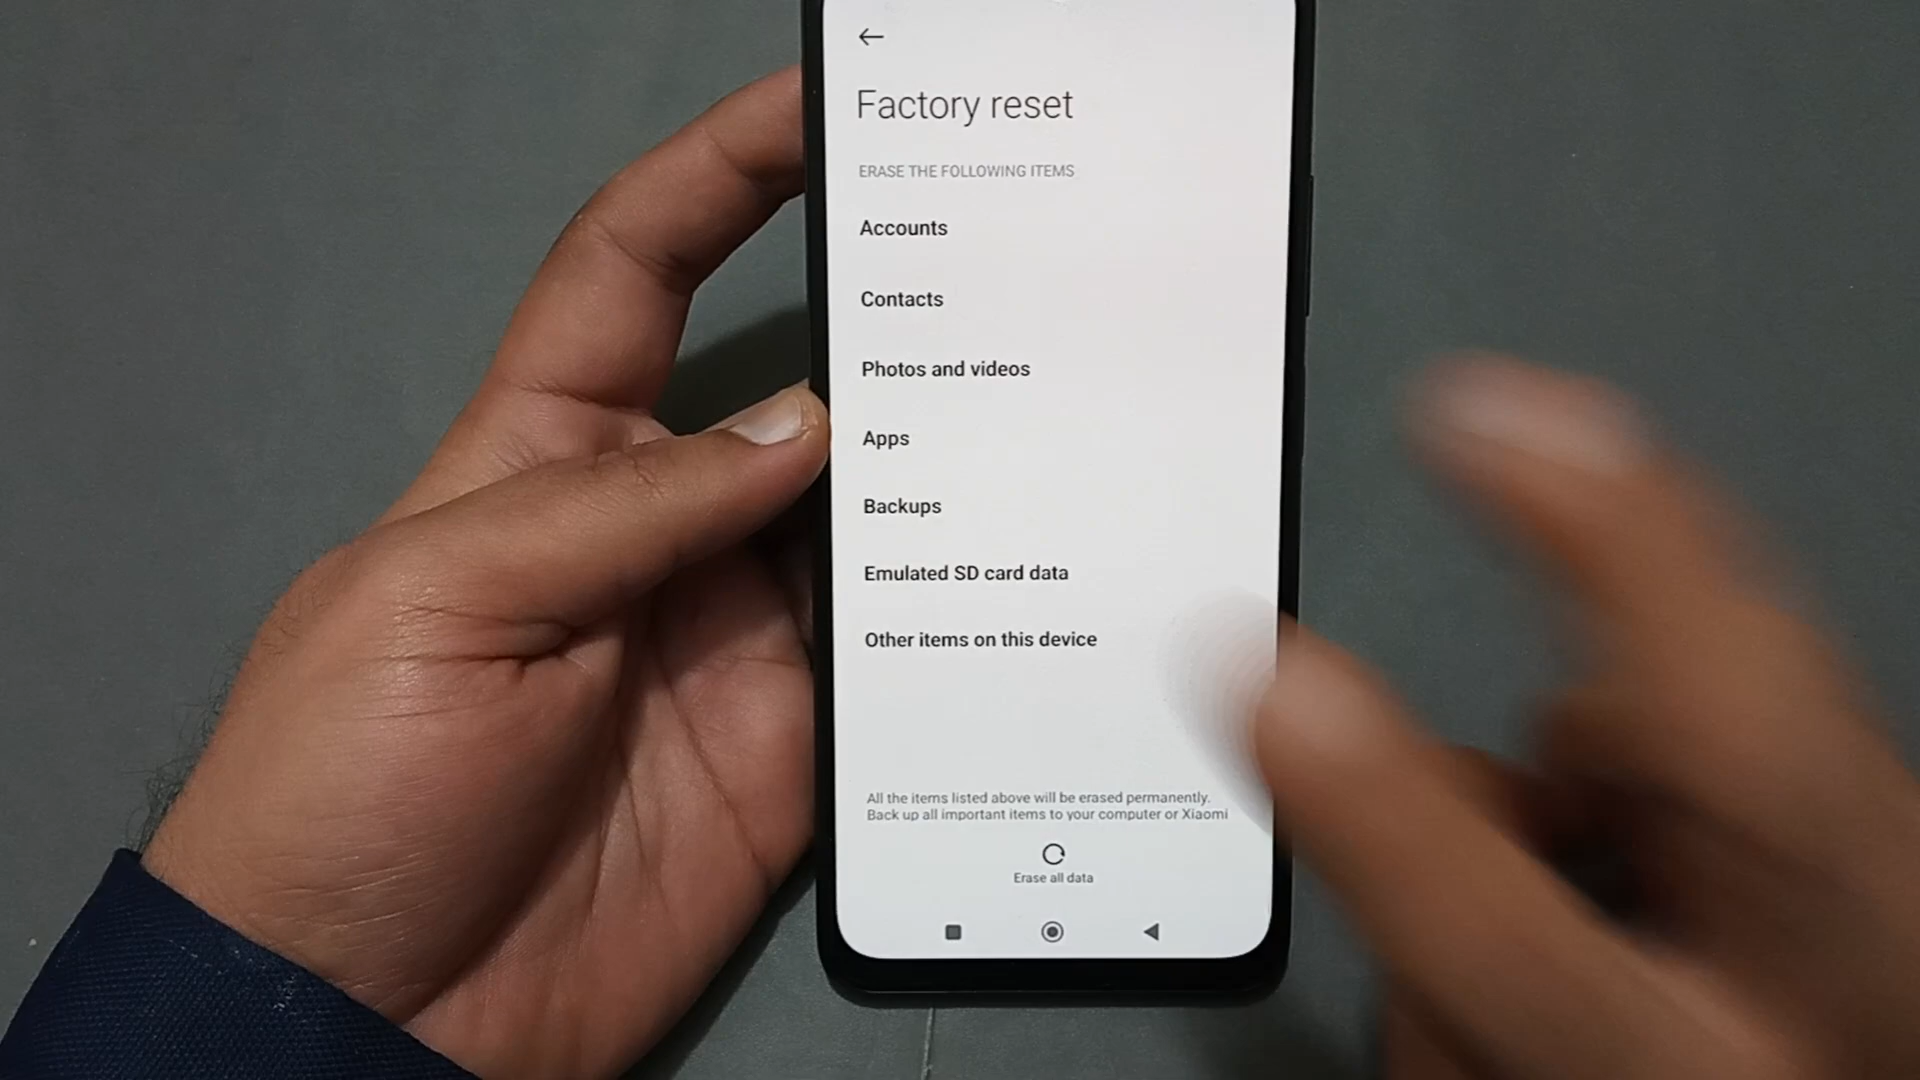 Factory reset
ERASE THE FOLLOWING ITEMS
Accounts
Contacts
Photos and videos
Apps
Backups
Emulated SD card data
Other items on this device
All the items listed above will be erased permanently.
Back up all important items to your computer or Xiaomi
Erase all data